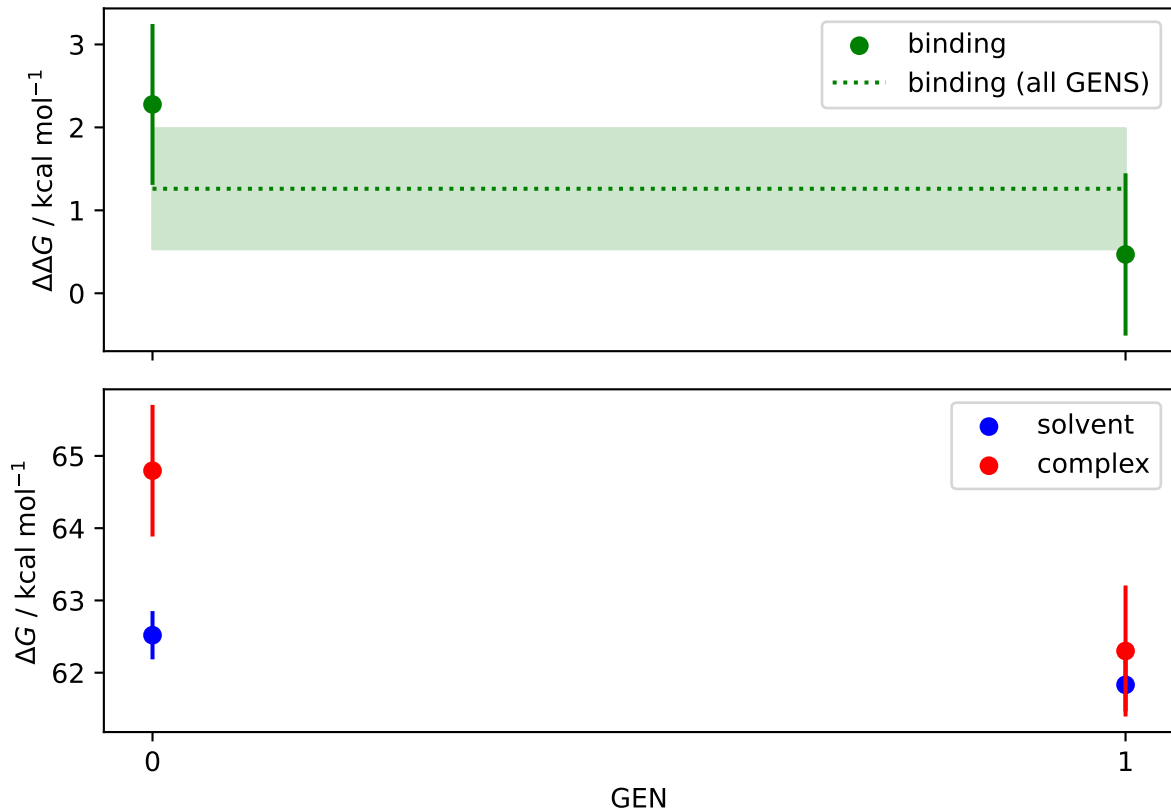 3
2
1
0
ΔΔG / kcal mol⁻¹
binding
binding (all GENS)
65
64
63
62
ΔG / kcal mol⁻¹
solvent
complex
0
1
GEN